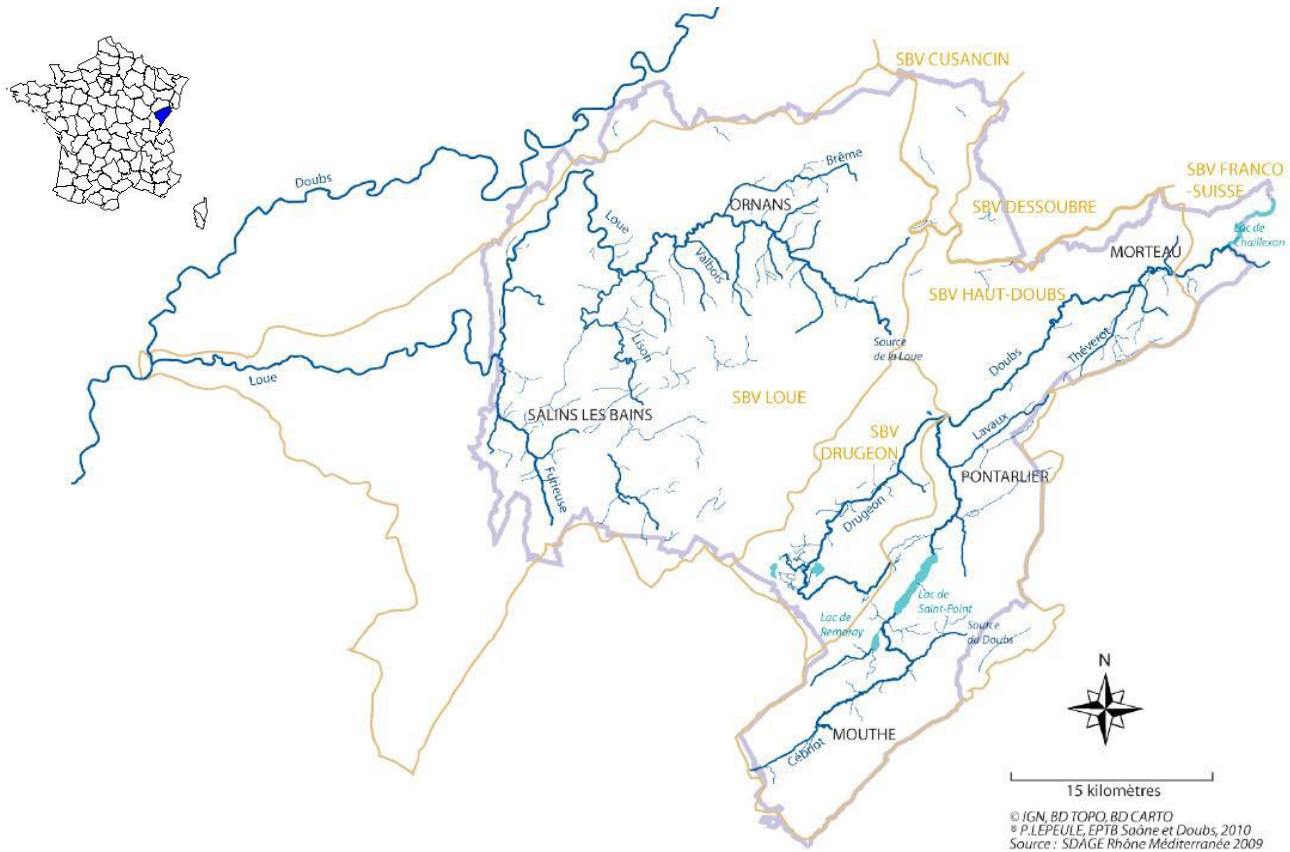 SBV CUSANCIN
SBV FRANCO
-SUISSE
Doubs
Brême
ORNANS
Loue
SBV DESSOUBRE
Lac de
Chaillexon
MORTEAU
Valbois
SBV HAUT-DOUBS
Source
de la Loue
Lison
Théverot
Doubs
Loue
SBV LOUE
SALINS LES BAINS
SBV
DRUGEON
Lavaux
PONTARLIER
Furieuse
Drugeon
Lac de
Saint-Point
Lac de
Remoray
Source
du Doubs
N
MOUTHE
Cébriot
15 kilomètres
© IGN, BD TOPO, BD CARTO
® P.LEPEULE, EPTB Saône et Doubs, 2010
Source : SDAGE Rhône Méditerranée 2009